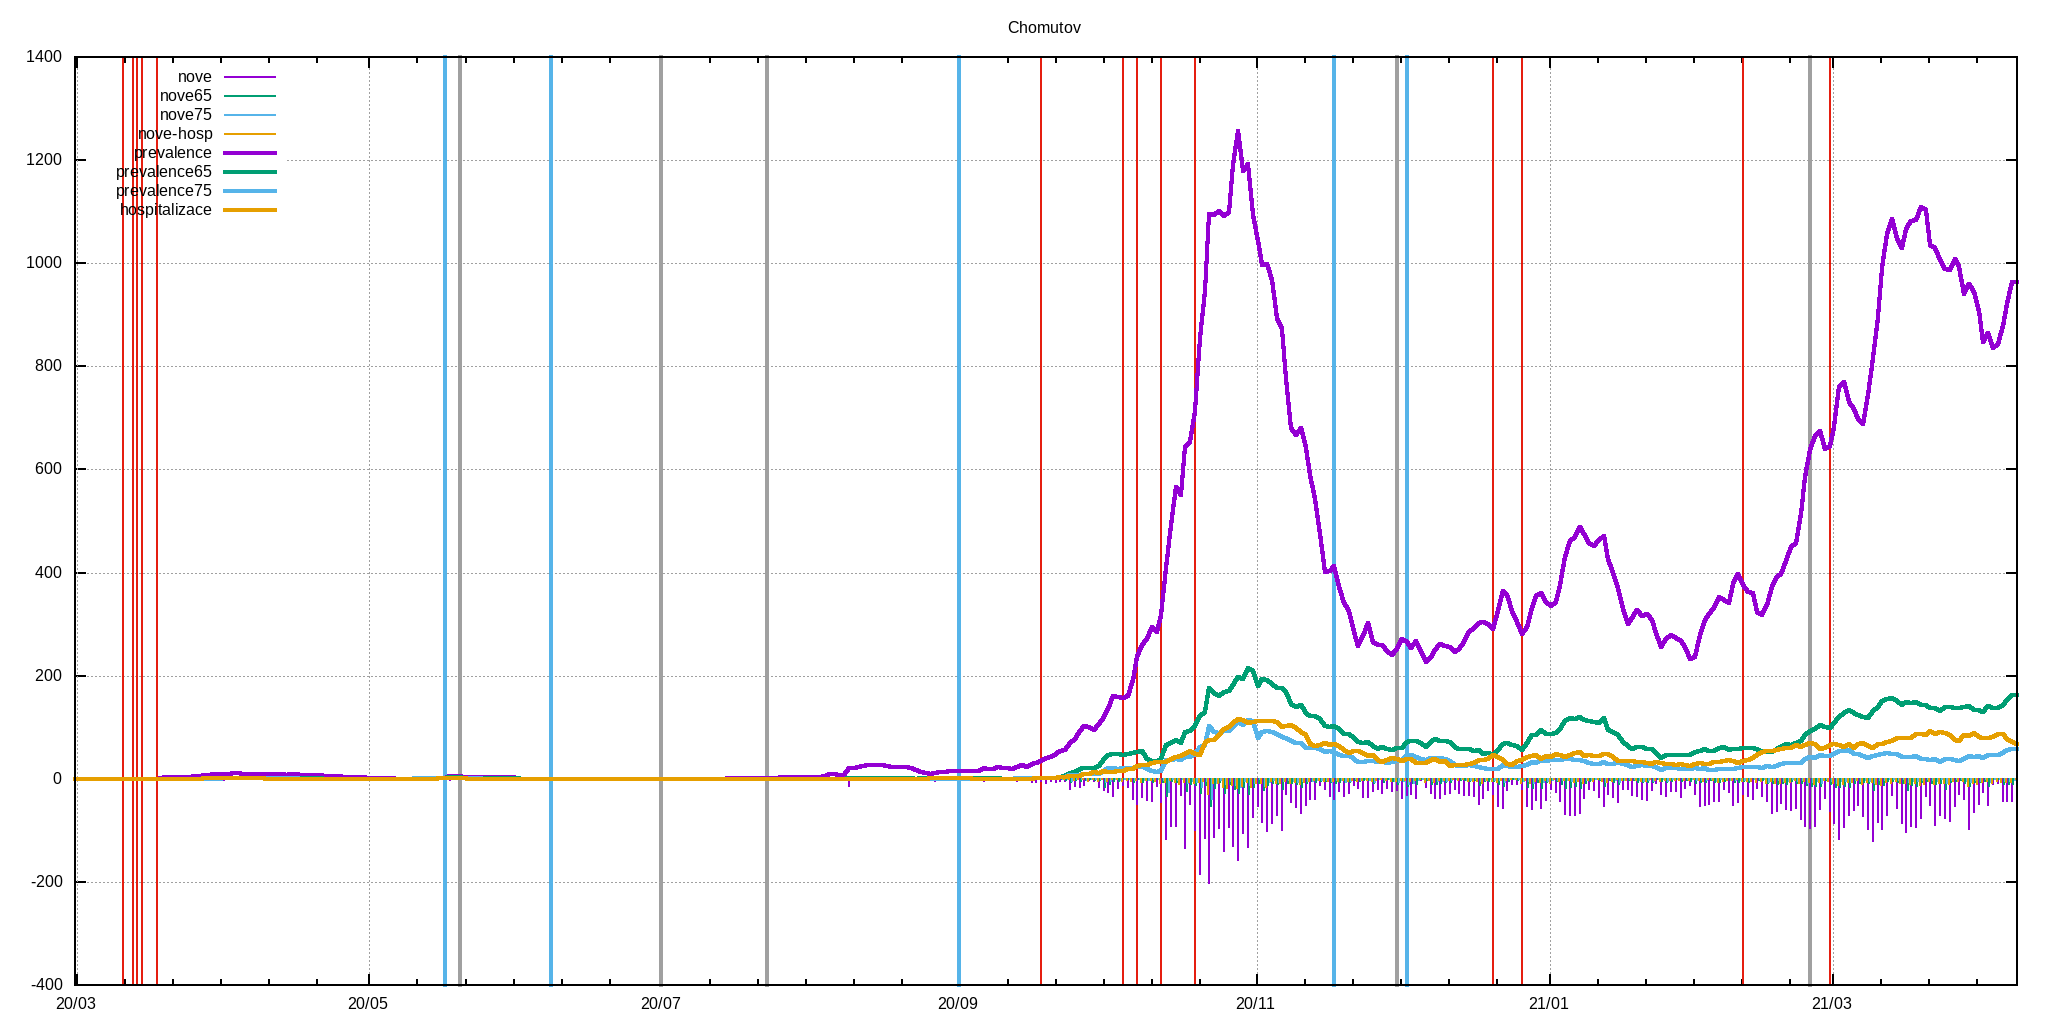 Chomutov
1400
1200
1000
800
600
400
200
0
-200
-400
nove
nove65
nove75
nove-hosp
prevalence
prevalence65
prevalence75
hospitalizace
20/03 20/05 20/07 20/09 20/11 21/01 21/03